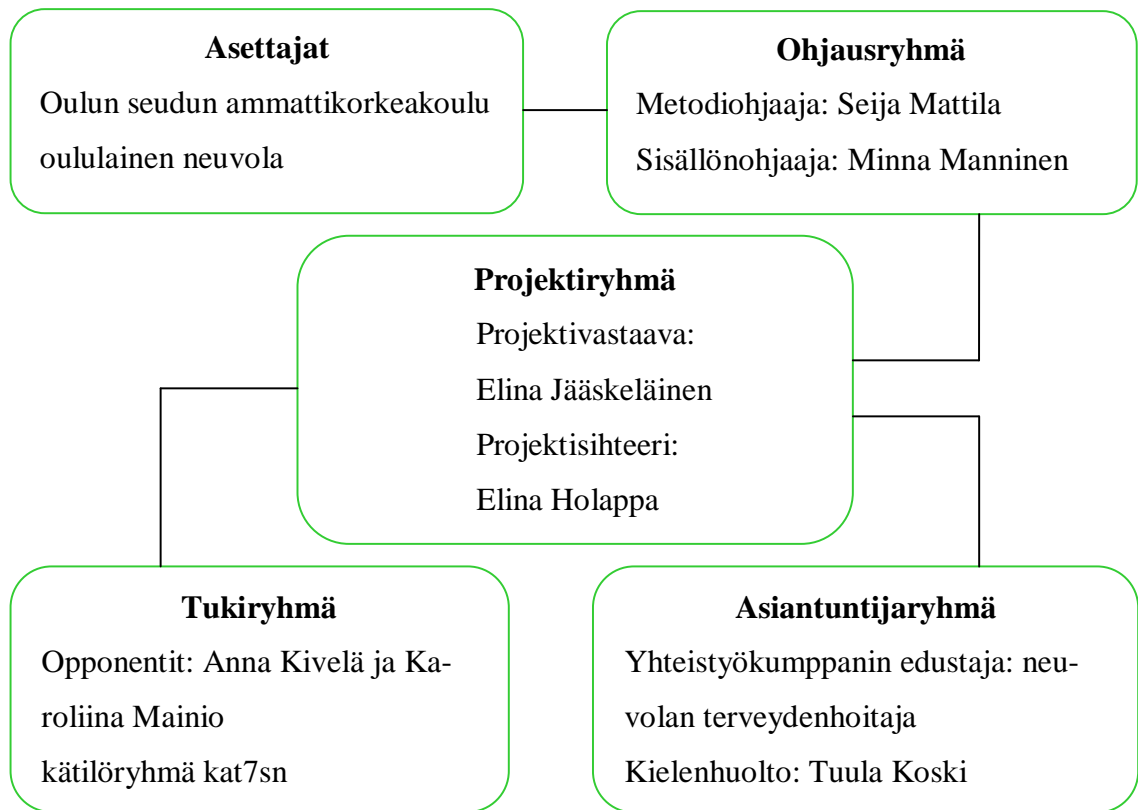 Asettajat
Oulun seudun ammattikorkeakoulu
oululainen neuvola
Ohjausryhmä
Metodiohjaaja: Seija Mattila
Sisällönohjaaja: Minna Manninen
Projektiryhmä
Projektivastaava:
Elina Jääskeläinen
Projektisihteeri:
Elina Holappa
Tukiryhmä
Opponentit: Anna Kivelä ja Ka-
roliina Mainio
kätilöryhmä kat7sn
Asiantuntijaryhmä
Yhteistyökumppanin edustaja: neu-
volan terveydenhoitaja
Kielenhuolto: Tuula Koski